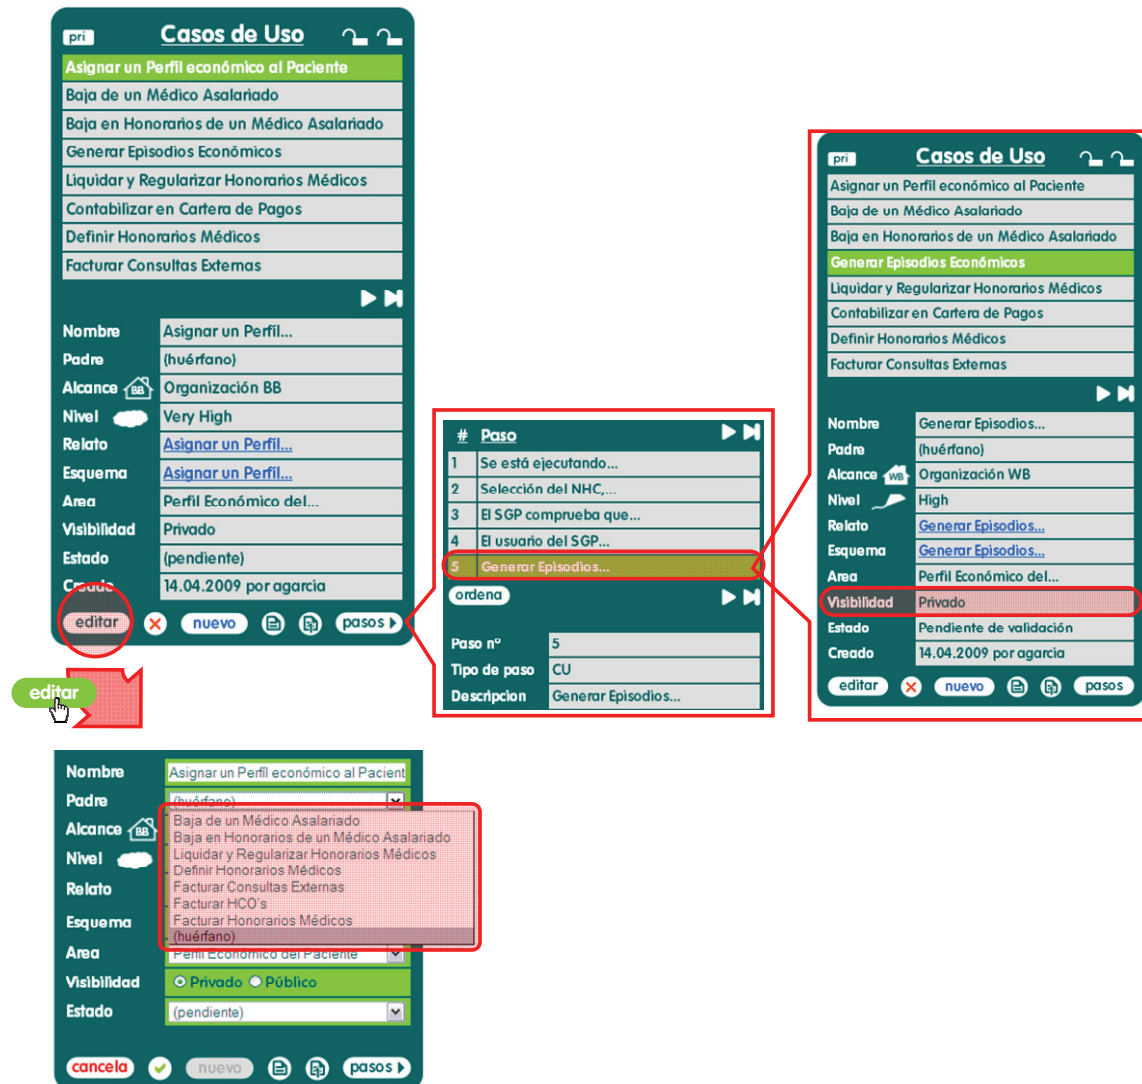 pri Casos de Uso
Asignar un Perfil económico al Paciente
Baja de un Médico Asalariado
Baja en Honorarios de un Médico Asalariado
Generar Episodios Económicos
Liquidar y Regularizar Honorarios Médicos
Contabilizar en Cartera de Pagos
Definir Honorarios Médicos
Facturar Consultas Externas
Nombre Asignar un Perfil...
Padre (huérfano)
Alcance BB Organización BB
Nivel Very High
Relato Asignar un Perfil...
Esquema Asignar un Perfil...
Area Perfil Económico del...
Visibilidad Privado
Estado (pendiente)
Creado 14.04.2009 por agarcia
editar nuevo pasos
editar
# Paso
1 Se está ejecutando...
2 Selección del NHC,...
3 El SGP comprueba que...
4 El usuario del SGP...
5 Generar Episodios...
ordena
Paso nº 5
Tipo de paso CU
Descripcion Generar Episodios...
pri Casos de Uso
Asignar un Perfil económico al Paciente
Baja de un Médico Asalariado
Baja en Honorarios de un Médico Asalariado
Generar Episodios Económicos
Liquidar y Regularizar Honorarios Médicos
Contabilizar en Cartera de Pagos
Definir Honorarios Médicos
Facturar Consultas Externas
Nombre Generar Episodios...
Padre (huérfano)
Alcance WB Organización WB
Nivel High
Relato Generar Episodios...
Esquema Generar Episodios...
Area Perfil Económico del...
Visibilidad Privado
Estado Pendiente de validación
Creado 14.04.2009 por agarcia
editar nuevo pasos
Nombre Asignar un Perfil económico al Pacient
Padre (huérfano)
Alcance BB
Nivel
Relato
Esquema
Baja de un Médico Asalariado
Baja en Honorarios de un Médico Asalariado
Liquidar y Regularizar Honorarios Médicos
Definir Honorarios Médicos
Facturar Consultas Externas
Facturar HCO's
Facturar Honorarios Médicos
(huérfano)
Area Perfil Económico del Paciente
Visibilidad Privado Público
Estado (pendiente)
cancela nuevo pasos